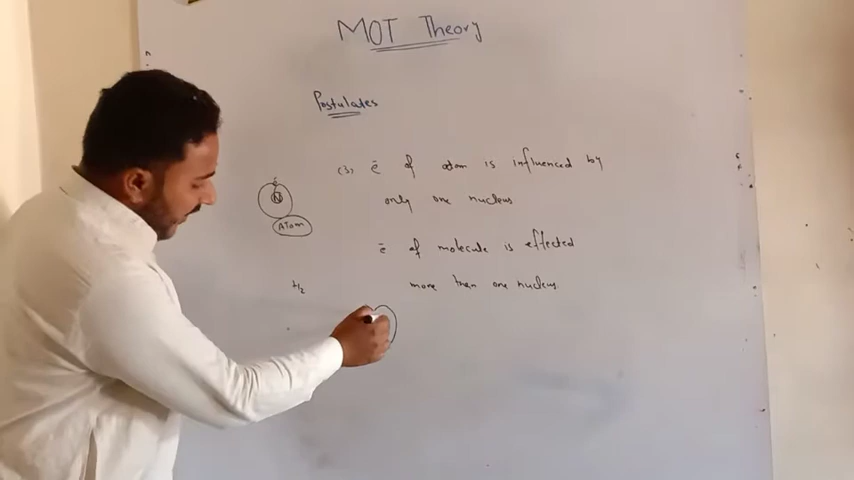 MOT Theory
Postulates
(3) ē of atom is influenced by
only one nucleus
ē of molecule is effected
more than one nucleus.
ē
N
Atom
H2